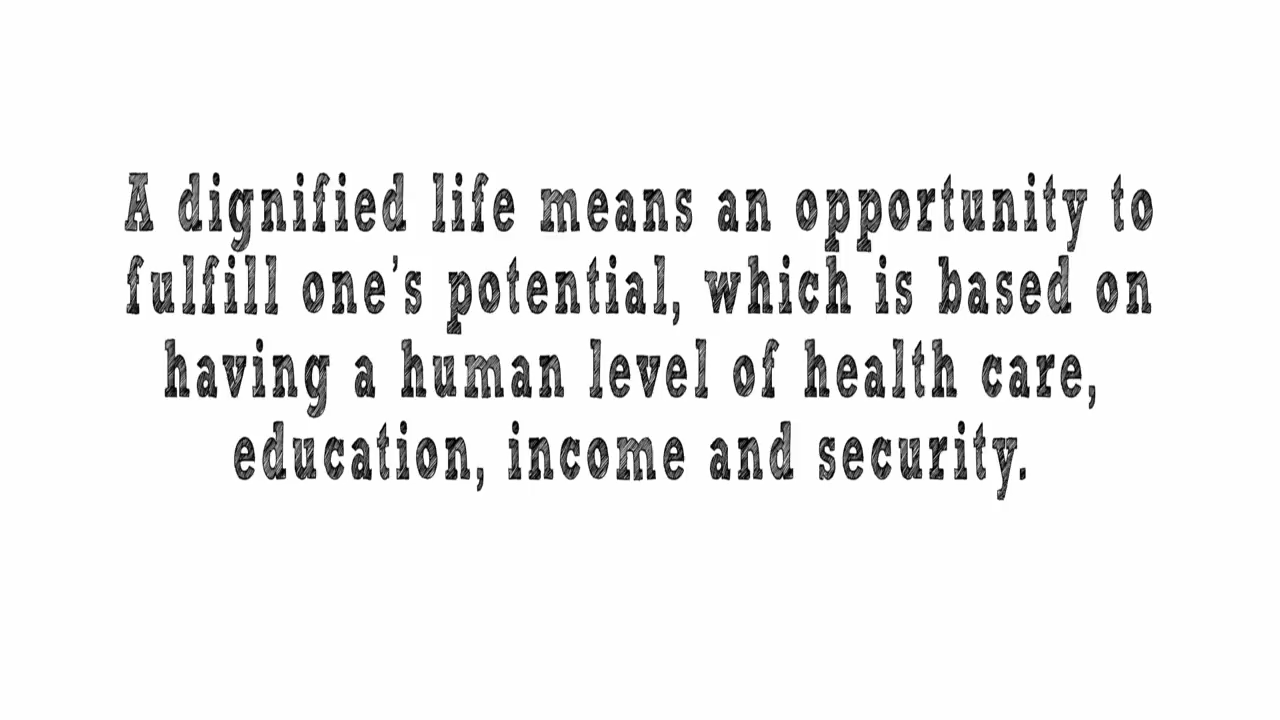 A dignified life means an opportunity to
fulfill one's potential, which is based on
having a human level of health care,
education, income and security.